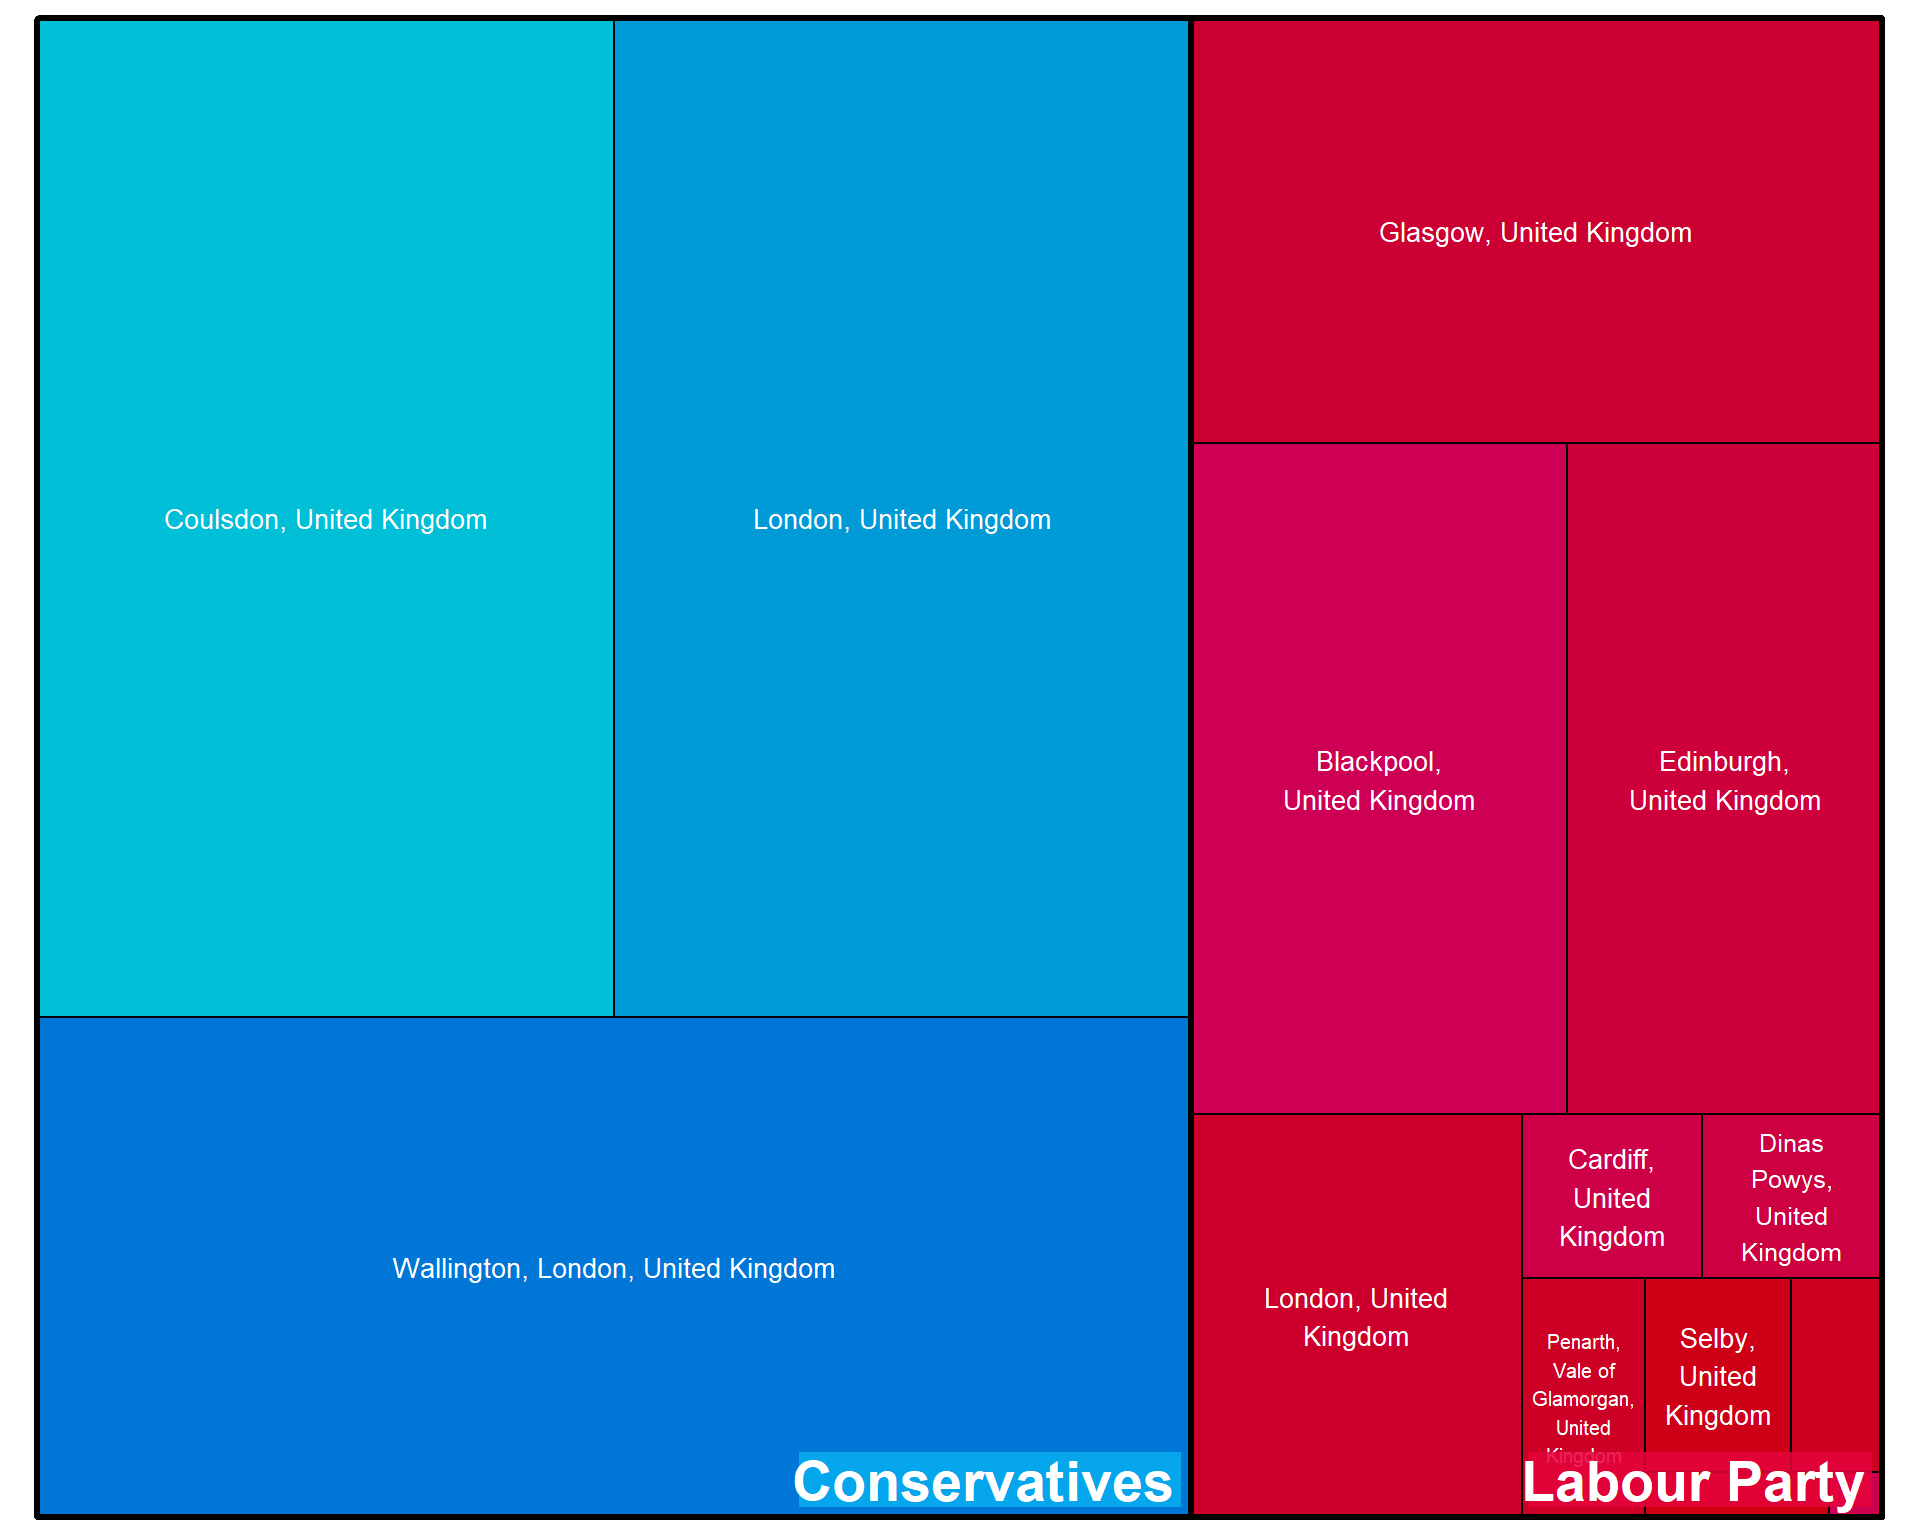 Coulsdon, United Kingdom
London, United Kingdom
Wallington, London, United Kingdom
Conservatives
Glasgow, United Kingdom
Blackpool,
United Kingdom
Edinburgh,
United Kingdom
London, United
Kingdom
Cardiff,
United
Kingdom
Dinas
Powys,
United
Kingdom
Penarth,
Vale of
Glamorgan,
United
Kingdom
Selby,
United
Kingdom
Labour Party